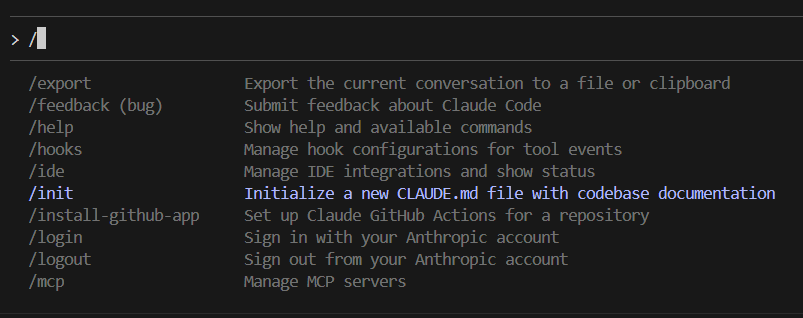 > /
/export Export the current conversation to a file or clipboard
/feedback (bug) Submit feedback about Claude Code
/help Show help and available commands
/hooks Manage hook configurations for tool events
/ide Manage IDE integrations and show status
/init Initialize a new CLAUDE.md file with codebase documentation
/install-github-app Set up Claude GitHub Actions for a repository
/login Sign in with your Anthropic account
/logout Sign out from your Anthropic account
/mcp Manage MCP servers